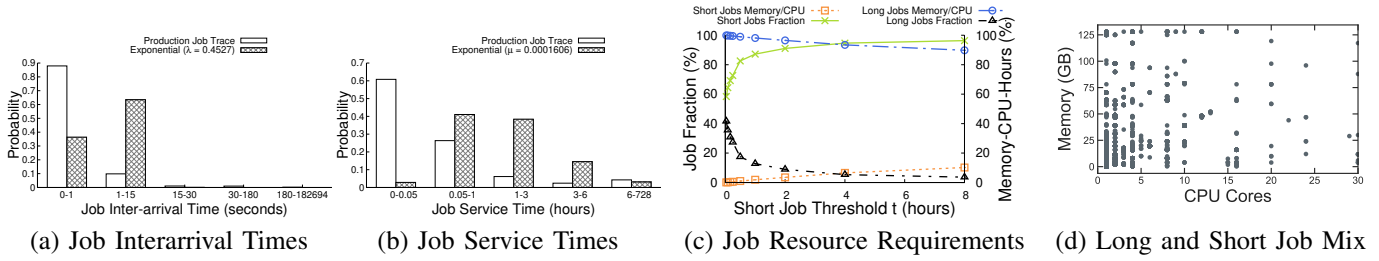 Production Job Trace
Exponential (λ = 0.4527)
Probability
0.9
0.8
0.7
0.6
0.5
0.4
0.3
0.2
0.1
0
0-1
1-15
15-30
30-180
180-182694
Job Inter-arrival Time (seconds)
(a) Job Interarrival Times
Production Job Trace
Exponential (μ = 0.0001606)
Probability
0.7
0.6
0.5
0.4
0.3
0.2
0.1
0
0-0.05
0.05-1
1-3
3-6
6-728
Job Service Time (hours)
(b) Job Service Times
Short Jobs Memory/CPU
Short Jobs Fraction
Long Jobs Memory/CPU
Long Jobs Fraction
Job Fraction (%)
100
80
60
40
20
0
Memory-CPU-Hours (%)
100
80
60
40
20
0
0
2
4
6
8
Short Job Threshold t (hours)
(c) Job Resource Requirements
Memory (GB)
125
100
75
50
25
0
0
5
10
15
20
25
30
CPU Cores
(d) Long and Short Job Mix